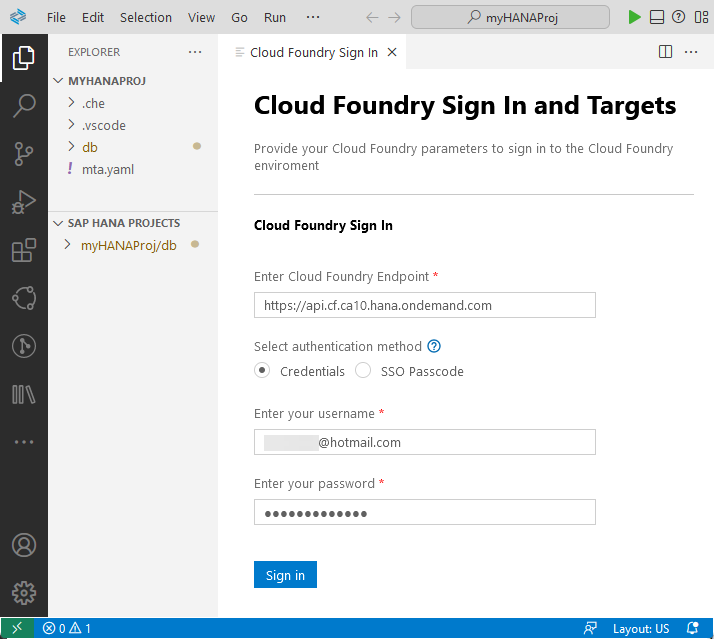 File Edit Selection View Go Run ··· myHANAProj
EXPLORER ···
MYHANAPROJ
.che
.vscode
db
! mta.yaml
SAP HANA PROJECTS
myHANAProj/db
Cloud Foundry Sign In
Cloud Foundry Sign In and Targets
Provide your Cloud Foundry parameters to sign in to the Cloud Foundry
enviroment
Cloud Foundry Sign In
Enter Cloud Foundry Endpoint *
https://api.cf.ca10.hana.ondemand.com
Select authentication method
Credentials SSO Passcode
Enter your username *
@hotmail.com
Enter your password *
●●●●●●●●●●●●●
Sign in
0 1 Layout: US